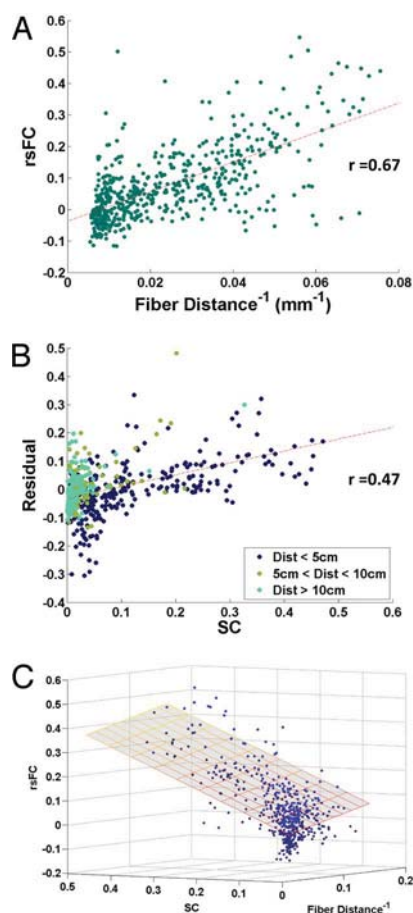 A
0.6
0.5
0.4
0.3
0.2
0.1
0
-0.1
-0.2
rsFC
r =0.67
0.02 0.04 0.06 0.08
Fiber Distance⁻¹ (mm⁻¹)
B
0.5
0.4
0.3
0.2
0.1
0
-0.1
-0.2
-0.3
-0.4
Residual
r =0.47
Dist < 5cm
5cm < Dist < 10cm
Dist > 10cm
0 0.1 0.2 0.3 0.4 0.5 0.6
SC
C
0.6
0.5
0.4
0.3
0.2
0.1
0
-0.1
-0.2
rsFC
0.5 0.4 0.3 0.2 0.1 0
SC
0 0.1 0.2
Fiber Distance⁻¹